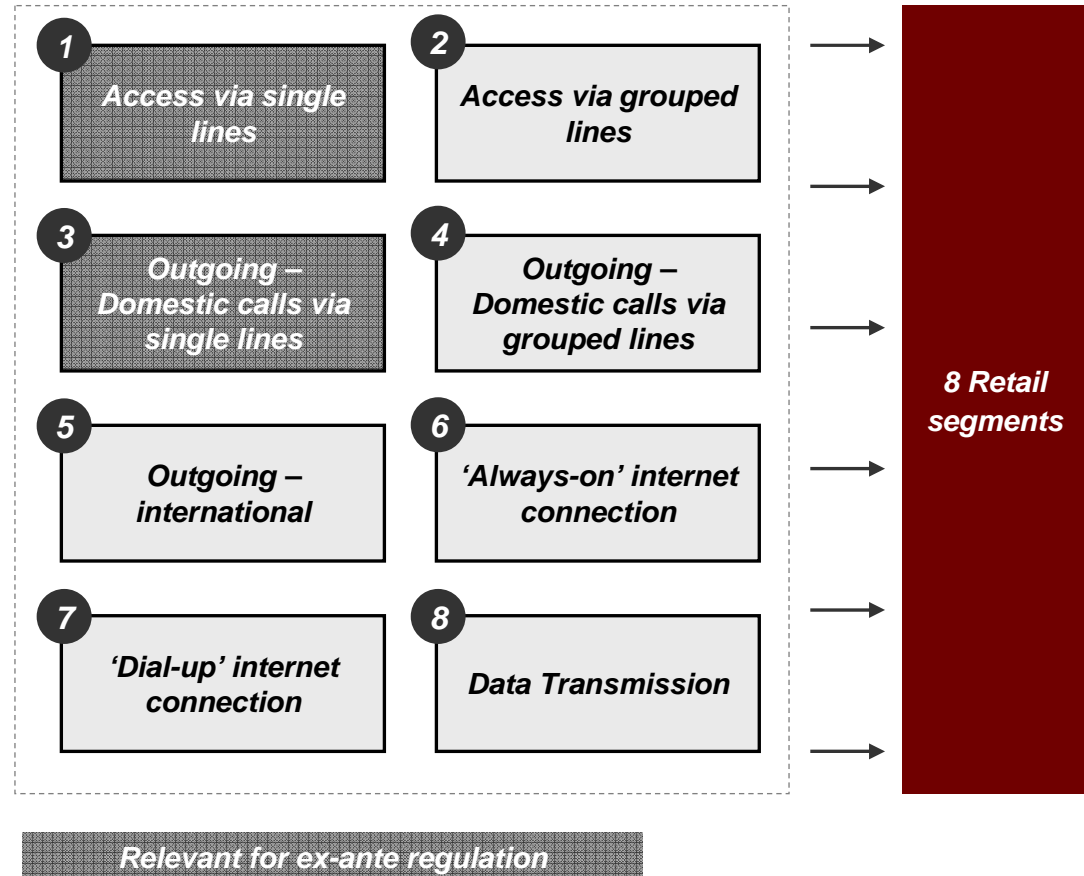 1
Access via single
lines
2
Access via grouped
lines
3
Outgoing –
Domestic calls via
single lines
4
Outgoing –
Domestic calls via
grouped lines
5
Outgoing –
international
6
‘Always-on’ internet
connection
7
‘Dial-up’ internet
connection
8
Data Transmission
8 Retail
segments
Relevant for ex-ante regulation